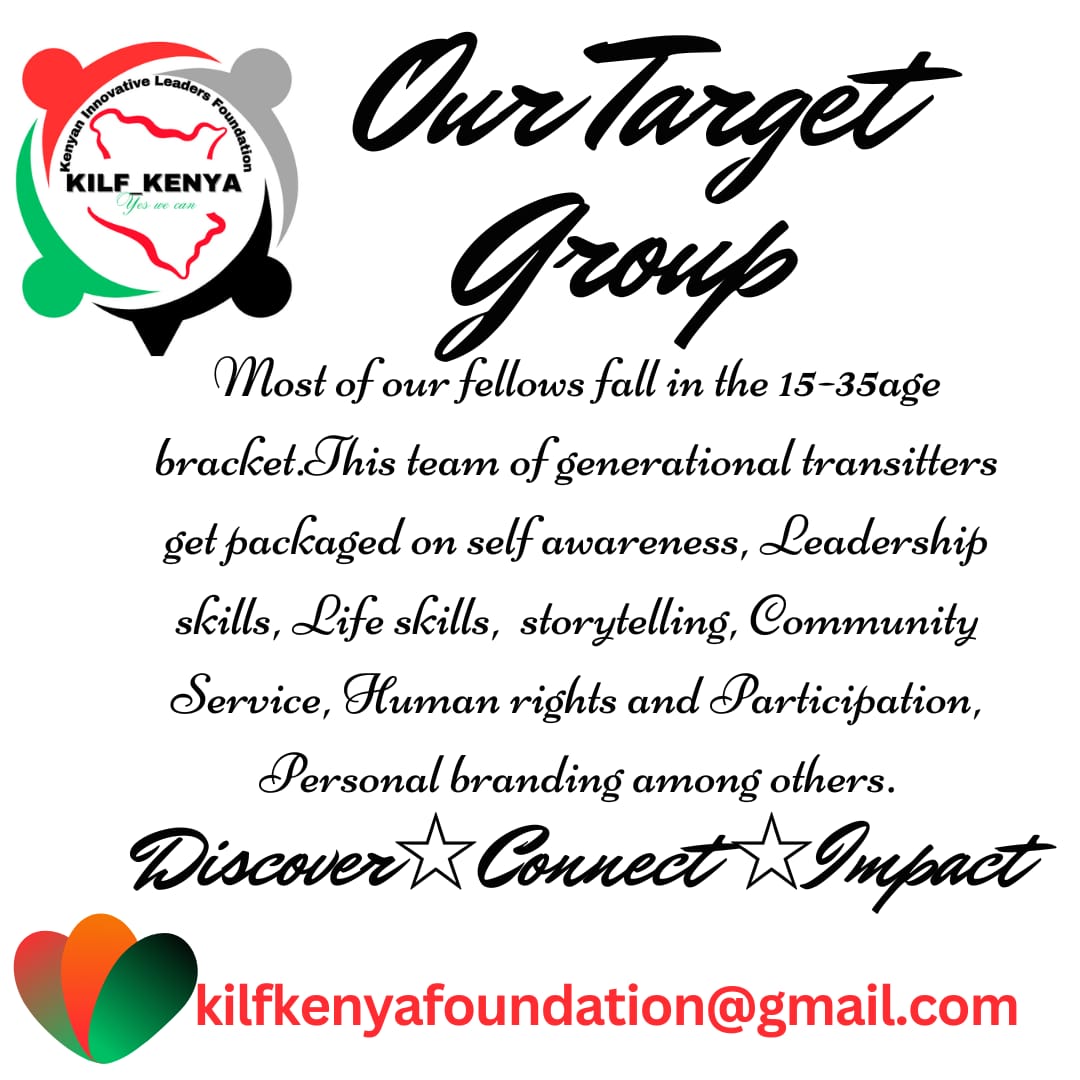 Kenyan Innovative Leaders Foundation
KILF_KENYA
Yes we can
Our Target
Group
Most of our fellows fall in the 15-35age
bracket.This team of generational transitters
get packaged on self awareness, Leadership
skills, Life skills,  storytelling, Community
Service, Human rights and Participation,
Personal branding among others.
Discover☆Connect☆Impact
kilfkenyafoundation@gmail.com